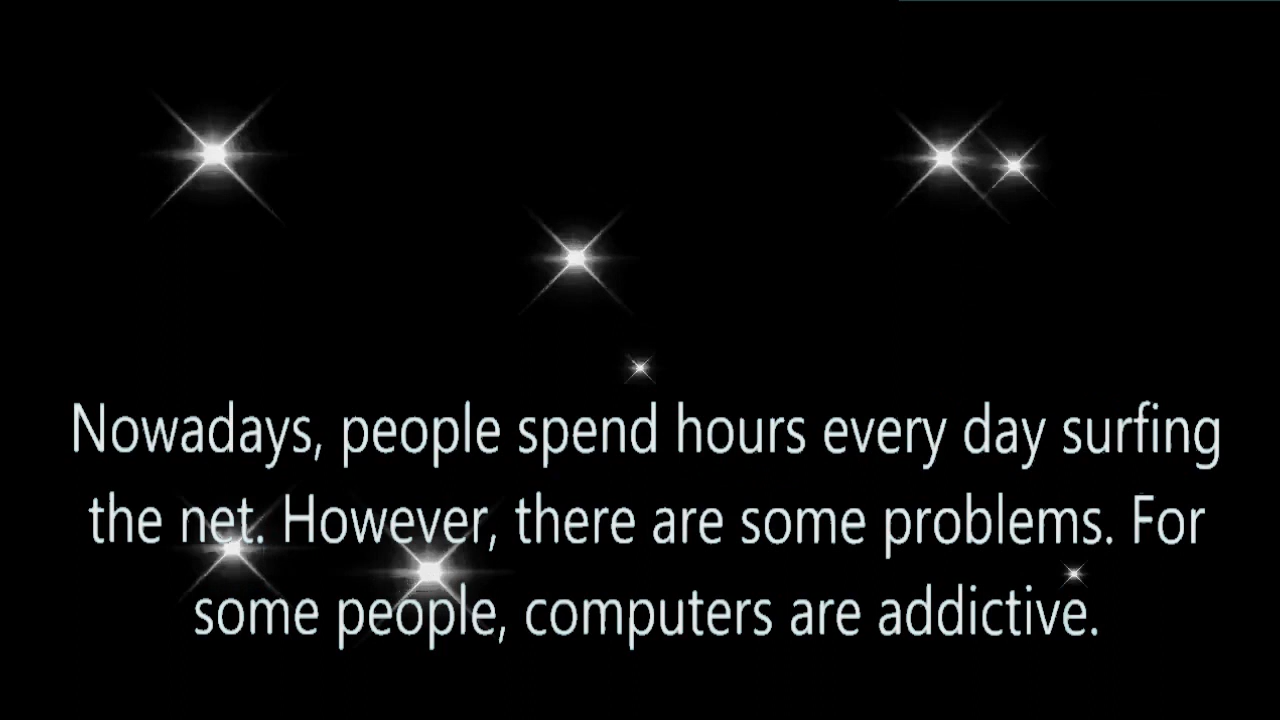 Nowadays, people spend hours every day surfing
the net. However, there are some problems. For
some people, computers are addictive.